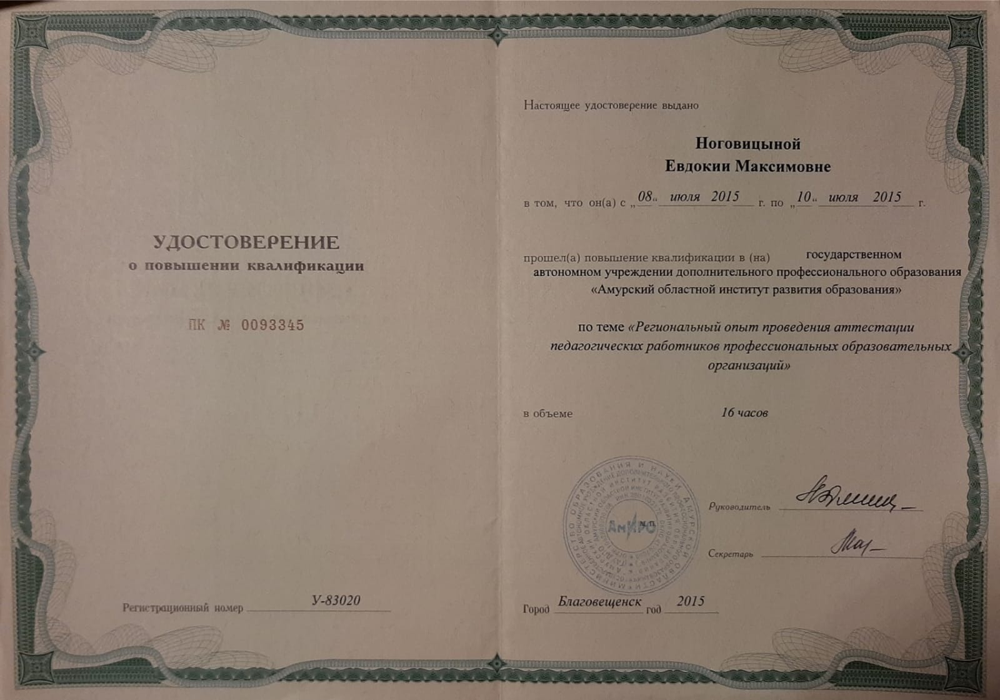 УДОСТОВЕРЕНИЕ
о повышении квалификации
ПК № 0093345
Регистрационный номер У-83020
Настоящее удостоверение выдано
Ноговицыной
Евдокии Максимовне
в том, что он(а) с „08“ июля 2015 г. по „10“ июля 2015 г.
прошел(а) повышение квалификации в (на) государственном
автономном учреждении дополнительного профессионального образования
«Амурский областной институт развития образования»
по теме «Региональный опыт проведения аттестации
педагогических работников профессиональных образовательных
организаций»
в объеме 16 часов
МИНИСТЕРСТВО ОБРАЗОВАНИЯ И НАУКИ АМУРСКОЙ ОБЛАСТИ
АмИРО
М.П.
Руководитель
Секретарь
Город Благовещенск год 2015